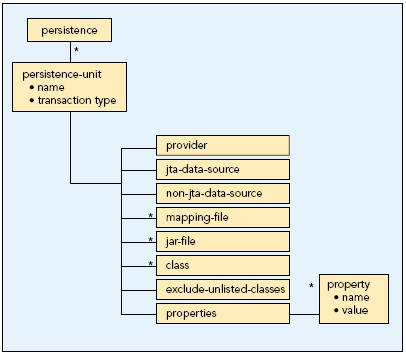 persistence
*
persistence-unit
• name
• transaction type
provider
jta-data-source
non-jta-data-source
* mapping-file
* jar-file
* class
exclude-unlisted-classes
properties
*
property
• name
• value